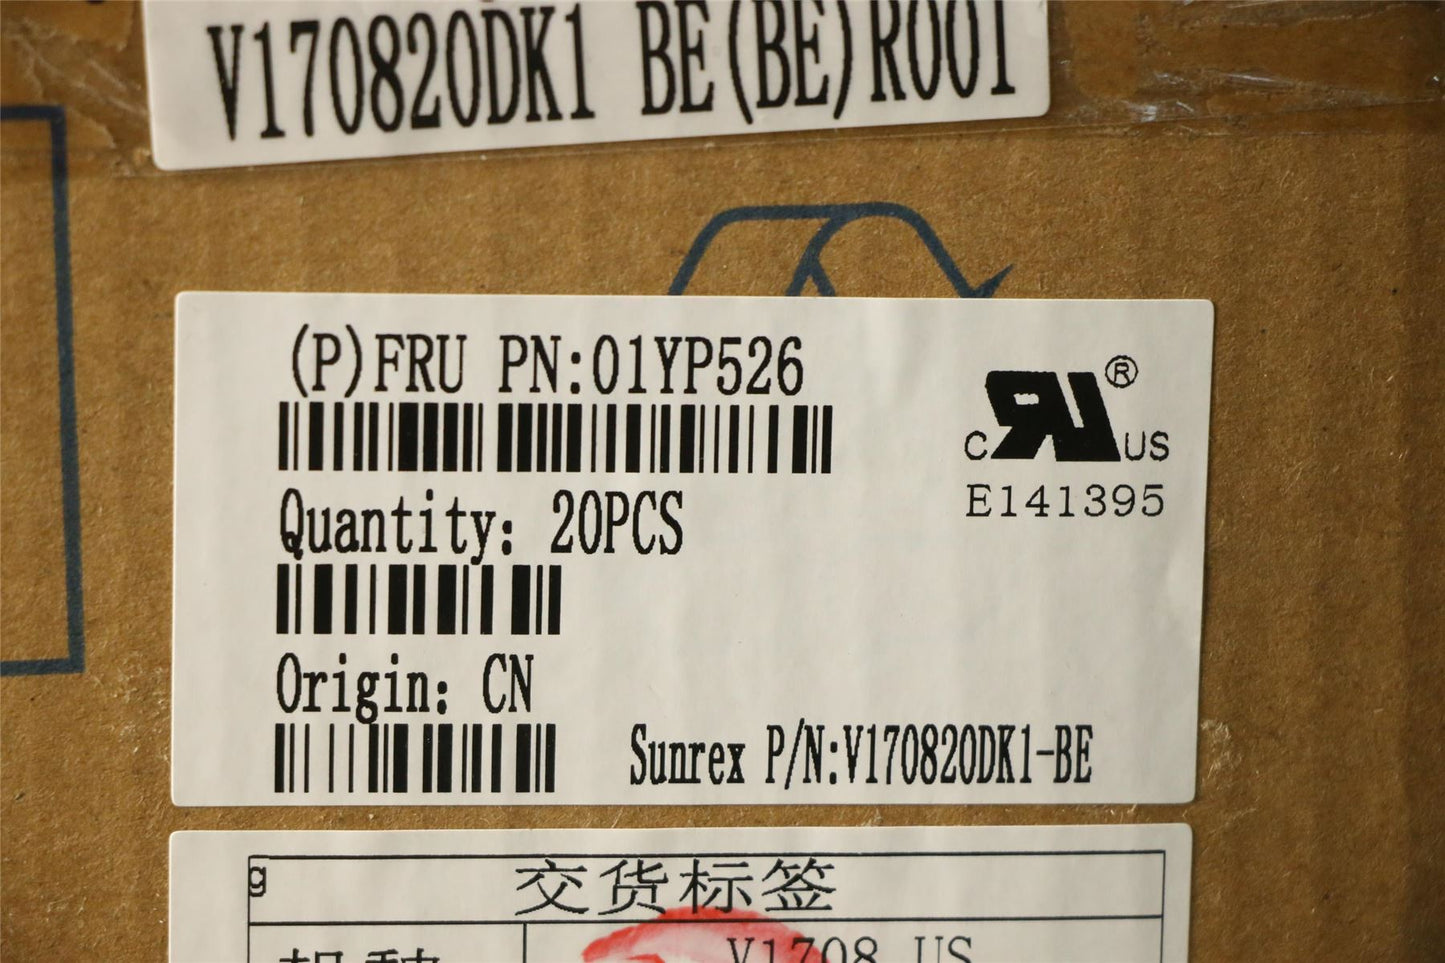 V170820DK1 BE(BE)R001
(P)FRU PN:01YP526
R
C US
E141395
Quantity: 20PCS
Origin: CN
Sunrex P/N:V170820DK1-BE
g
交货标签
V1708 US